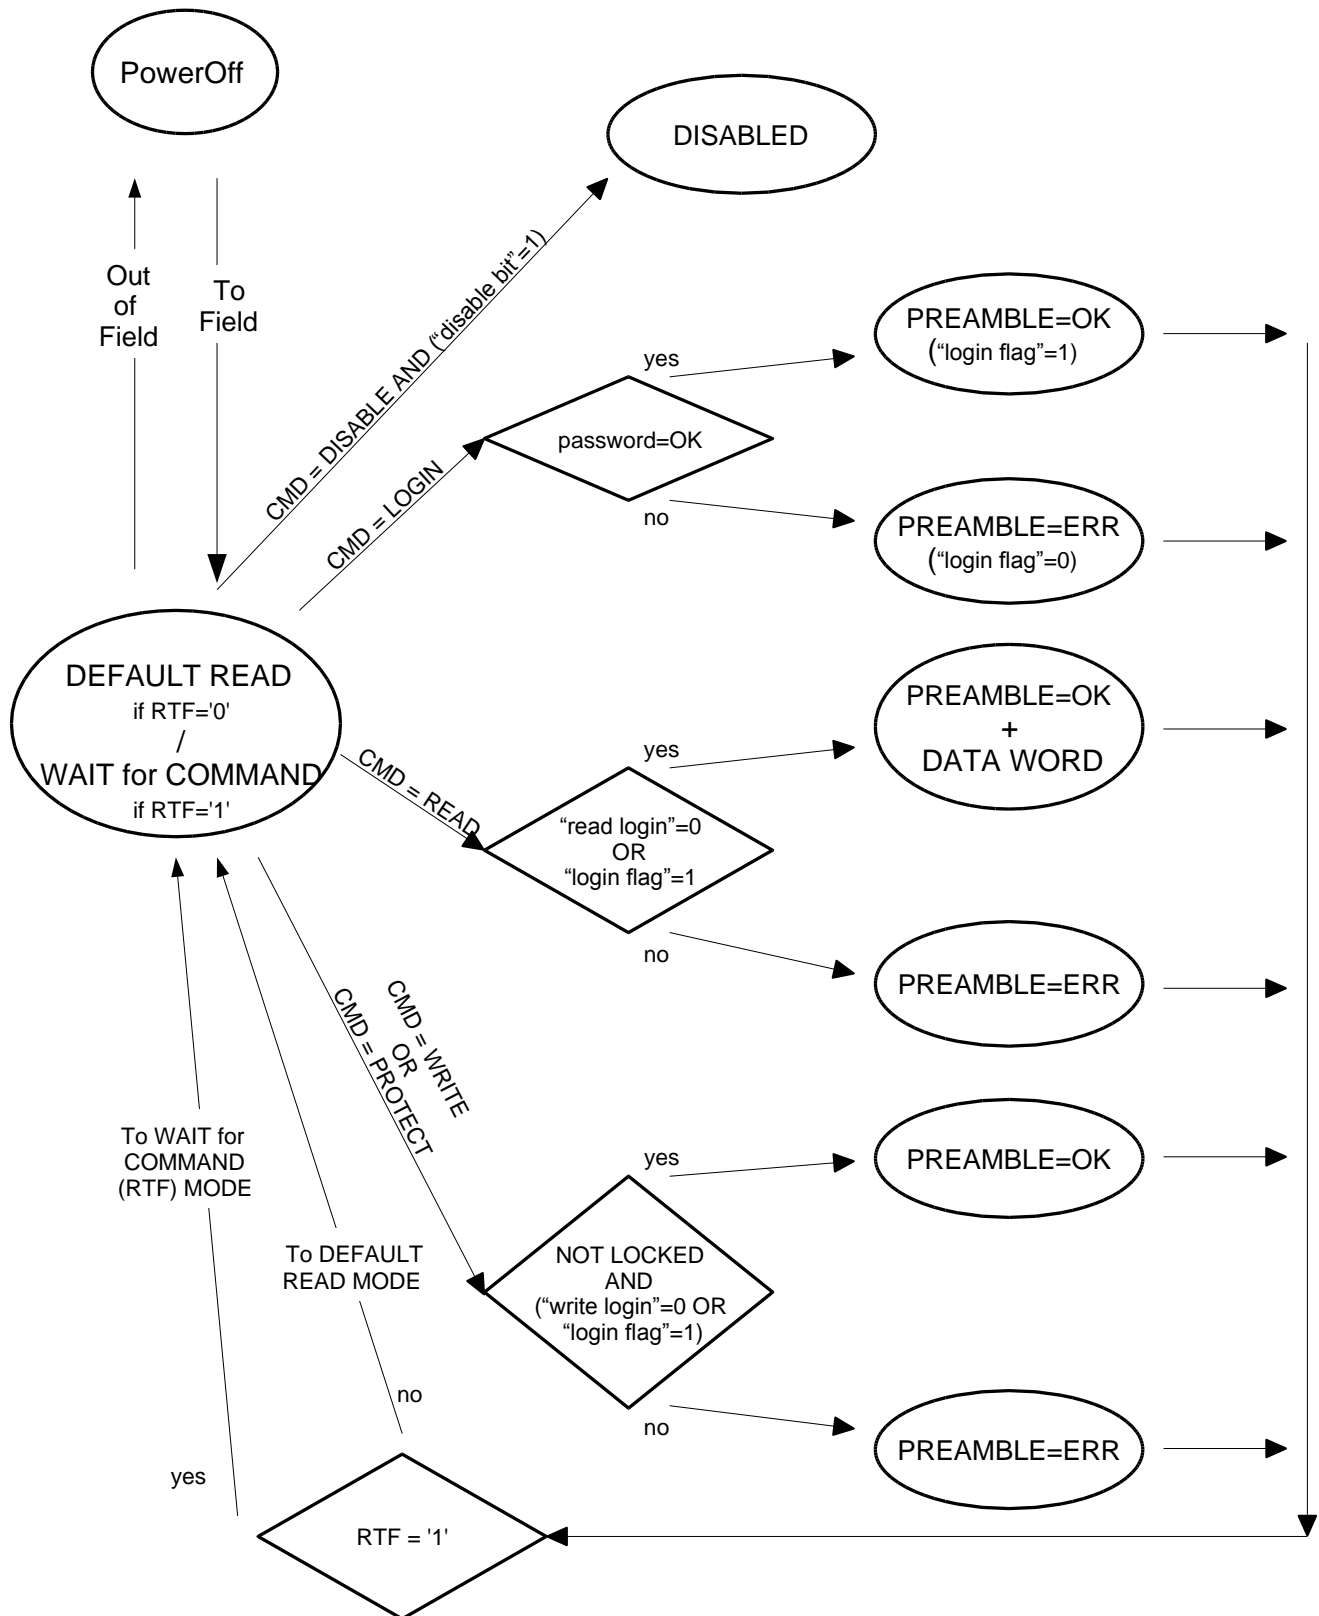 PowerOff
DISABLED
Out
of
Field
To
Field
CMD = DISABLE AND (“disable bit”=1)
CMD = LOGIN
yes
password=OK
no
PREAMBLE=OK
(“login flag”=1)
PREAMBLE=ERR
(“login flag”=0)
DEFAULT READ
if RTF='0'
/
WAIT for COMMAND
if RTF='1'
CMD = READ
yes
“read login”=0
OR
“login flag”=1
no
PREAMBLE=OK
+
DATA WORD
PREAMBLE=ERR
CMD = WRITE
OR
CMD = PROTECT
To WAIT for
COMMAND
(RTF) MODE
To DEFAULT
READ MODE
yes
NOT LOCKED
AND
(“write login”=0 OR
“login flag”=1)
no
PREAMBLE=OK
PREAMBLE=ERR
no
yes
RTF = '1'